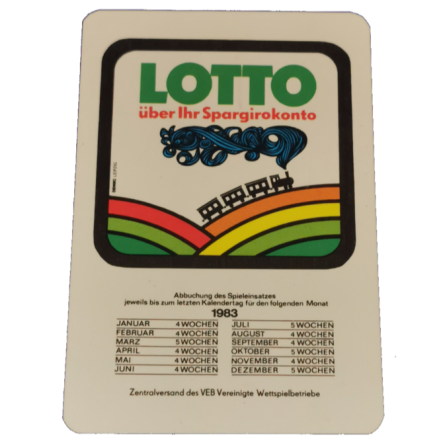 LOTTO
über Ihr Spargirokonto
Abbuchung des Spieleinsatzes
jeweils bis zum letzten Kalendertag für den folgenden Monat
1983
JANUAR 4 WOCHEN JULI 5 WOCHEN
FEBRUAR 4 WOCHEN AUGUST 4 WOCHEN
MÄRZ 5 WOCHEN SEPTEMBER 4 WOCHEN
APRIL 4 WOCHEN OKTOBER 5 WOCHEN
MAI 4 WOCHEN NOVEMBER 4 WOCHEN
JUNI 4 WOCHEN DEZEMBER 5 WOCHEN
Zentralversand des VEB Vereinigte Wettspielbetriebe